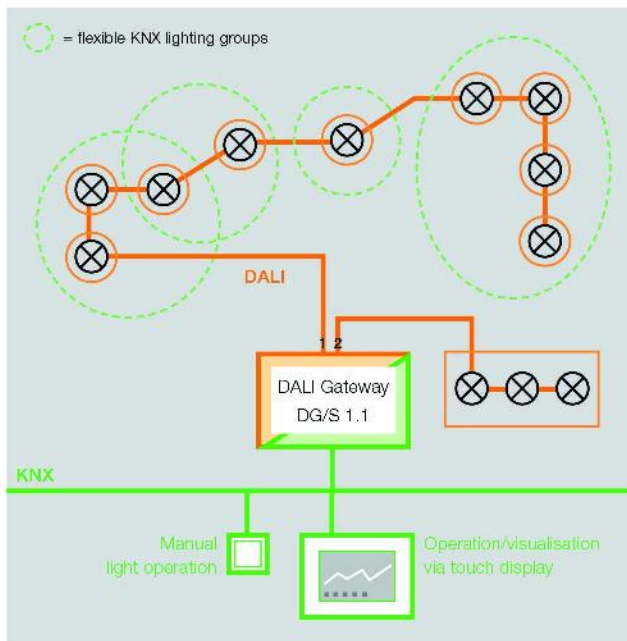 = flexible KNX lighting groups
DALI
1 2
DALI Gateway
DG/S 1.1
KNX
Manual
light operation
Operation/visualisation
via touch display